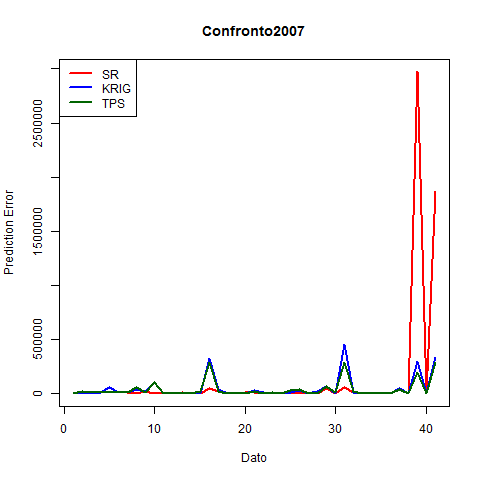 Confronto2007
SR
KRIG
TPS
Prediction Error
2500000
1500000
500000
0
0 10 20 30 40
Dato